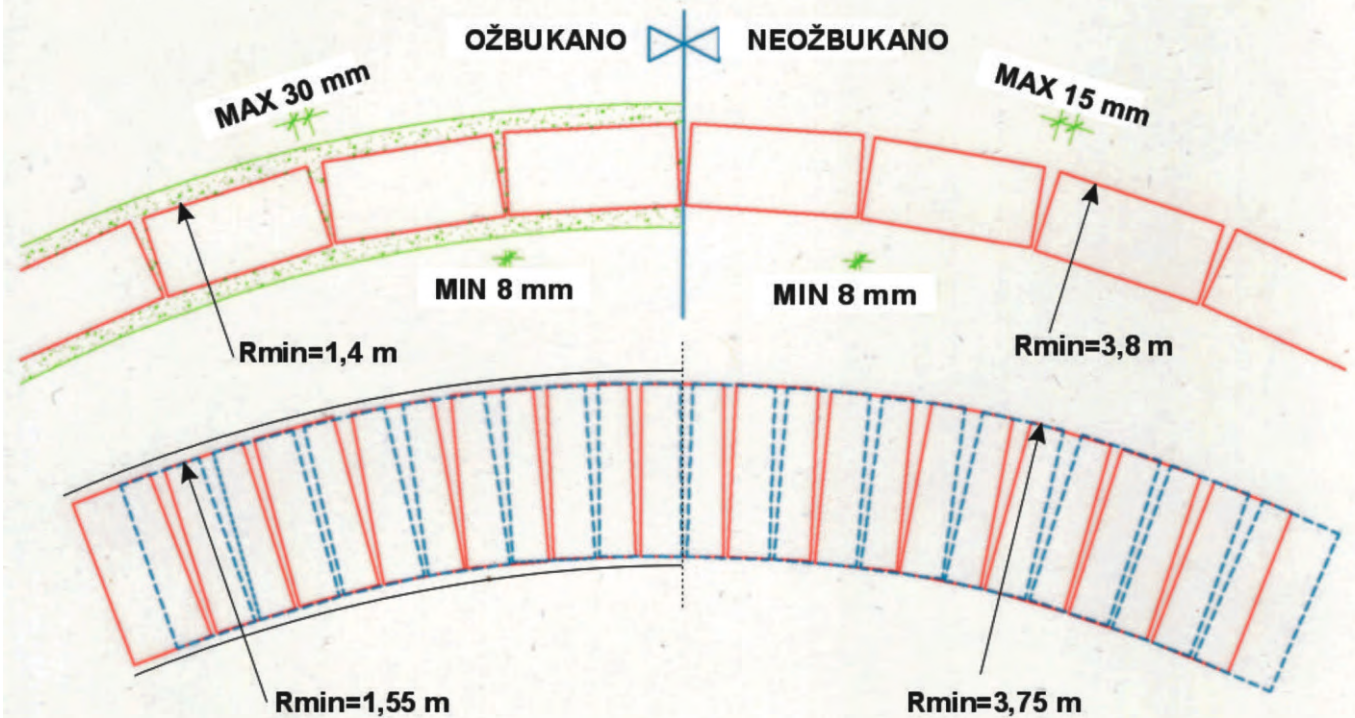 OŽBUKANO NEOŽBUKANO
MAX 30 mm
MAX 15 mm
MIN 8 mm
MIN 8 mm
Rmin=1,4 m
Rmin=3,8 m
Rmin=1,55 m
Rmin=3,75 m